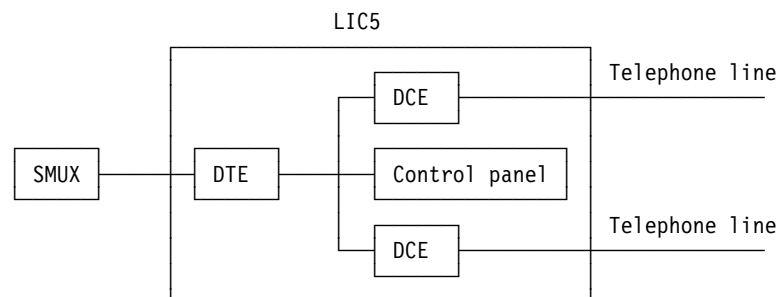 LIC5
Telephone line
DCE
SMUX
DTE
Control panel
Telephone line
DCE